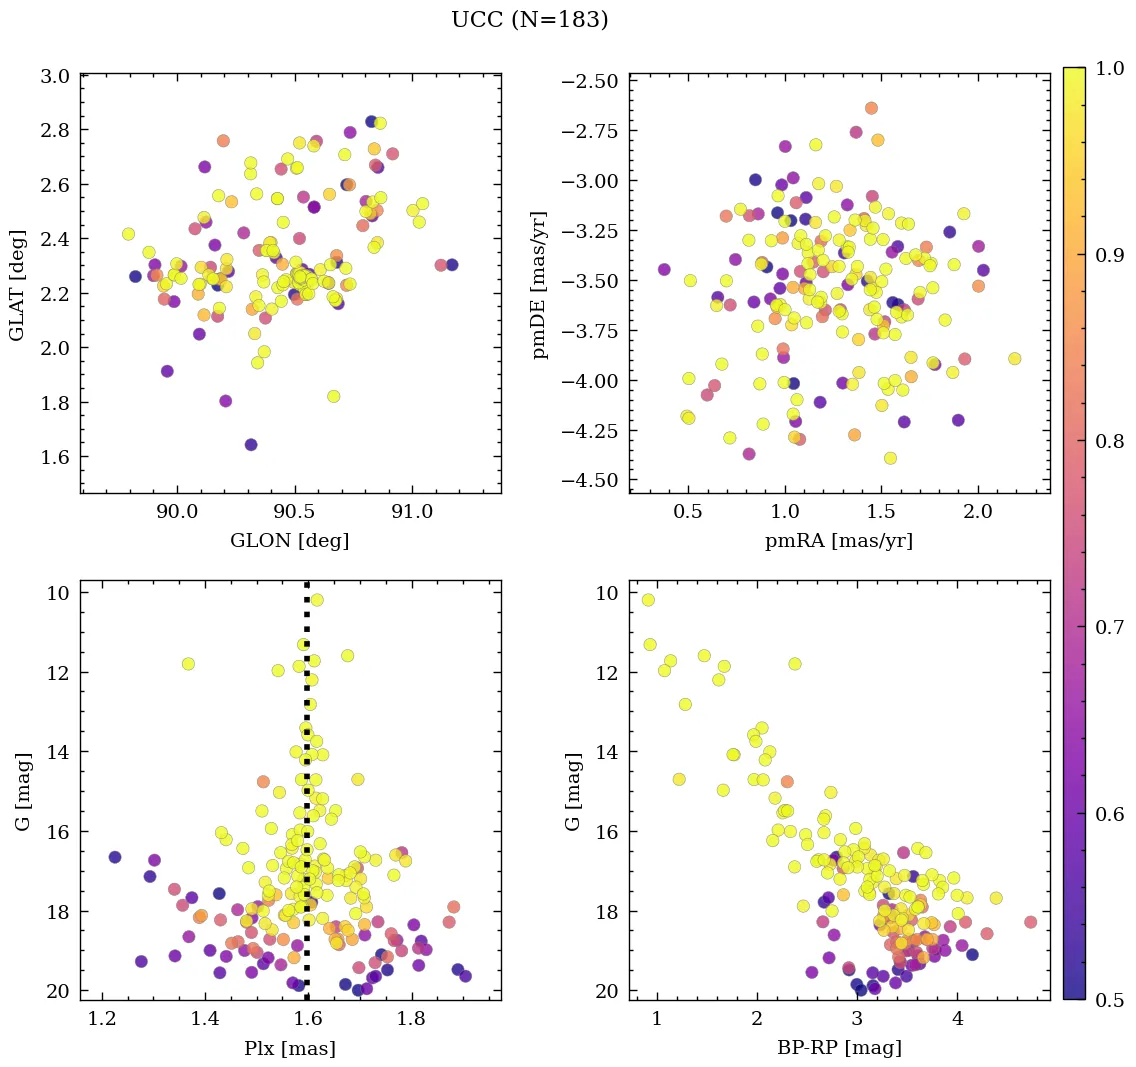 UCC (N=183)
3.0
2.8
2.6
2.4
2.2
2.0
1.8
1.6
GLAT [deg]
90.0 90.5 91.0
GLON [deg]
−2.50
−2.75
−3.00
−3.25
−3.50
−3.75
−4.00
−4.25
−4.50
pmDE [mas/yr]
0.5 1.0 1.5 2.0
pmRA [mas/yr]
10
12
14
16
18
20
G [mag]
1.2 1.4 1.6 1.8
Plx [mas]
10
12
14
16
18
20
G [mag]
1 2 3 4
BP-RP [mag]
1.0
0.9
0.8
0.7
0.6
0.5